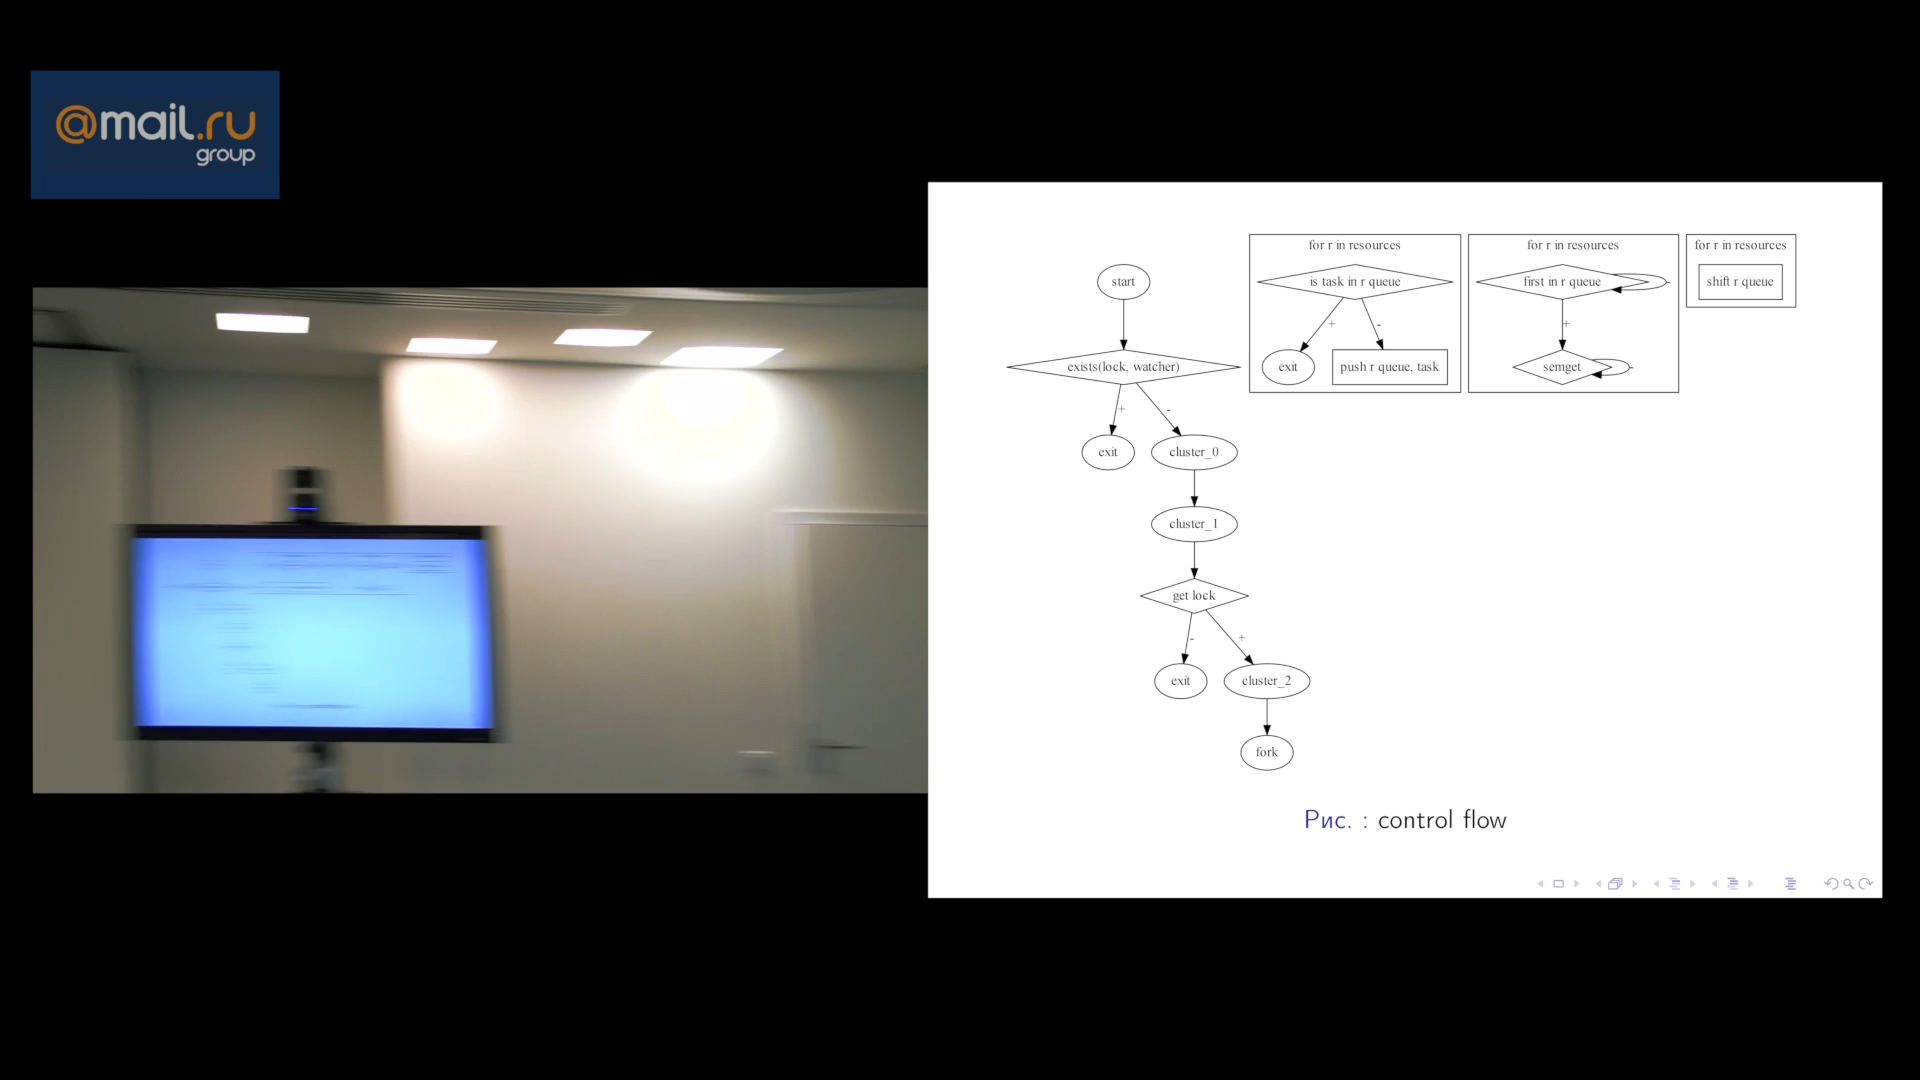 @mail.ru
group
for r in resources
is task in r queue
+
-
exit
push r queue, task
for r in resources
first in r queue
-
+
semget
-
for r in resources
shift r queue
start
exists(lock, watcher)
+
-
exit
cluster_0
cluster_1
get lock
-
+
exit
cluster_2
fork
Рис. : control flow